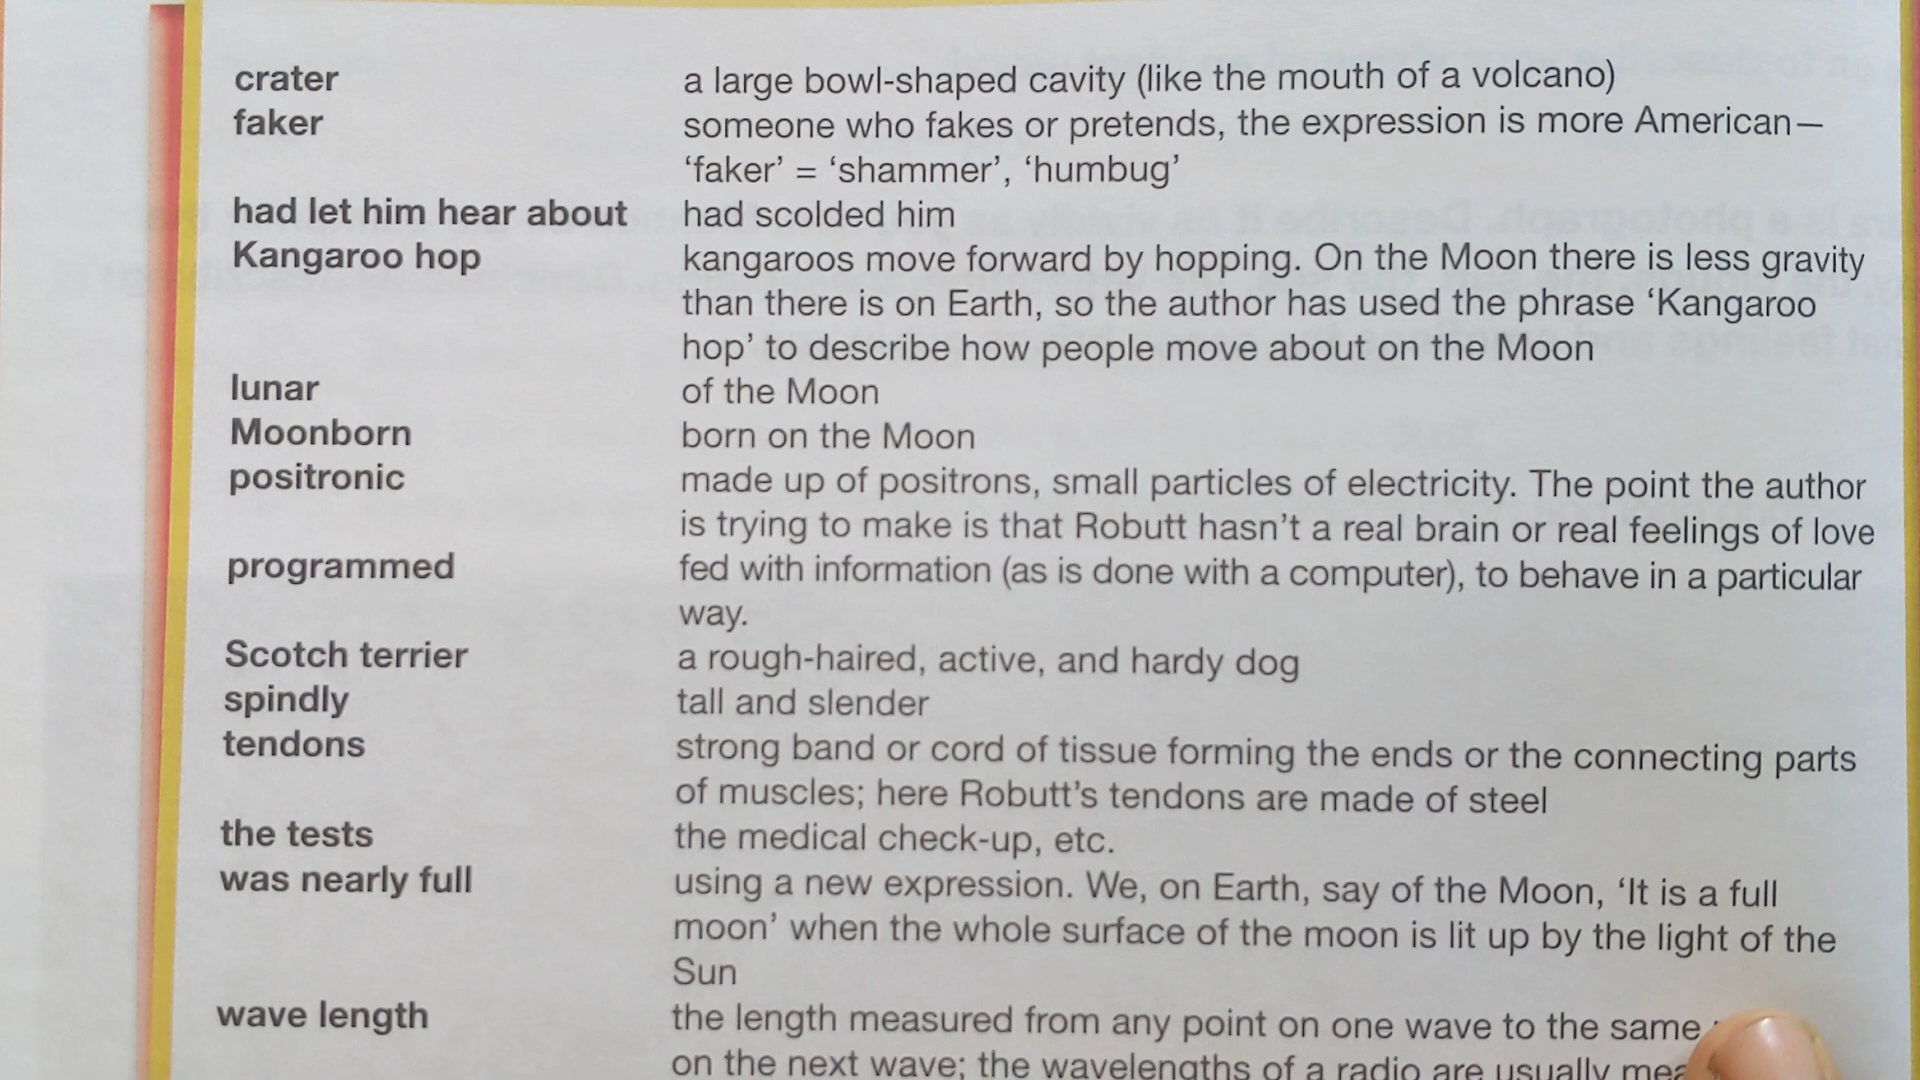 crater a large bowl-shaped cavity (like the mouth of a volcano)
faker someone who fakes or pretends, the expression is more American—
‘faker’ = ‘shammer’, ‘humbug’
had let him hear about had scolded him
Kangaroo hop kangaroos move forward by hopping. On the Moon there is less gravity
than there is on Earth, so the author has used the phrase ‘Kangaroo
hop’ to describe how people move about on the Moon
lunar of the Moon
Moonborn born on the Moon
positronic made up of positrons, small particles of electricity. The point the author
is trying to make is that Robutt hasn’t a real brain or real feelings of love
programmed fed with information (as is done with a computer), to behave in a particular
way.
Scotch terrier a rough-haired, active, and hardy dog
spindly tall and slender
tendons strong band or cord of tissue forming the ends or the connecting parts
of muscles; here Robutt’s tendons are made of steel
the tests the medical check-up, etc.
was nearly full using a new expression. We, on Earth, say of the Moon, ‘It is a full
moon’ when the whole surface of the moon is lit up by the light of the
Sun
wave length the length measured from any point on one wave to the same
on the next wave; the wavelengths of a radio are usually